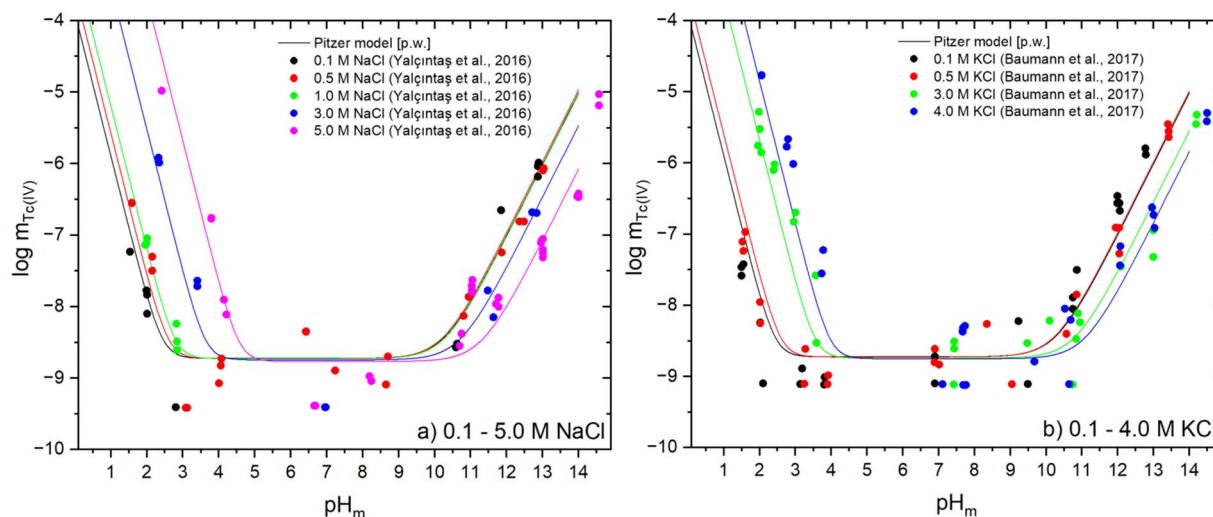 −4
−5
−6
−7
−8
−9
−10
log m_Tc(IV)
Pitzer model [p.w.]
0.1 M NaCl (Yalçıntaş et al., 2016)
0.5 M NaCl (Yalçıntaş et al., 2016)
1.0 M NaCl (Yalçıntaş et al., 2016)
3.0 M NaCl (Yalçıntaş et al., 2016)
5.0 M NaCl (Yalçıntaş et al., 2016)
a) 0.1 - 5.0 M NaCl
1 2 3 4 5 6 7 8 9 10 11 12 13 14
pH_m
−4
−5
−6
−7
−8
−9
−10
log m_Tc(IV)
Pitzer model [p.w.]
0.1 M KCl (Baumann et al., 2017)
0.5 M KCl (Baumann et al., 2017)
3.0 M KCl (Baumann et al., 2017)
4.0 M KCl (Baumann et al., 2017)
b) 0.1 - 4.0 M KCl
1 2 3 4 5 6 7 8 9 10 11 12 13 14
pH_m